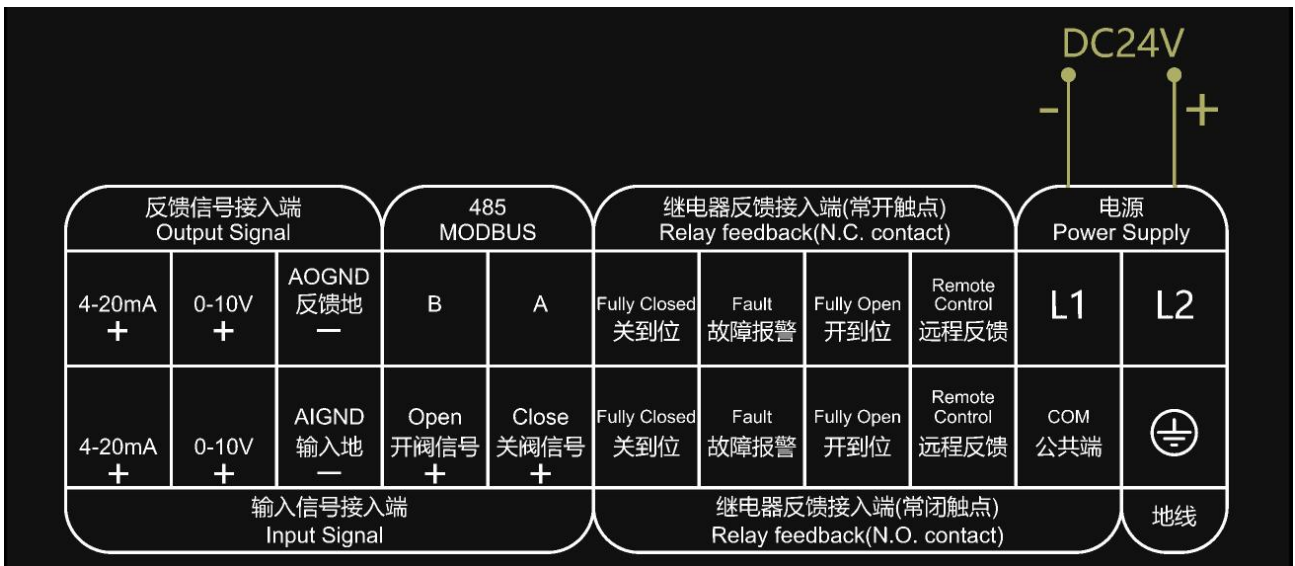 DC24V
- +
反馈信号接入端
Output Signal
485
MODBUS
继电器反馈接入端(常开触点)
Relay feedback(N.C. contact)
电源
Power Supply
4-20mA
+
0-10V
+
AOGND
反馈地
—
B
A
Fully Closed
关到位
Fault
故障报警
Fully Open
开到位
Remote
Control
远程反馈
L1
L2
4-20mA
+
0-10V
+
AIGND
输入地
—
Open
开阀信号
+
Close
关阀信号
+
Fully Closed
关到位
Fault
故障报警
Fully Open
开到位
Remote
Control
远程反馈
COM
公共端
输入信号接入端
Input Signal
继电器反馈接入端(常闭触点)
Relay feedback(N.O. contact)
地线